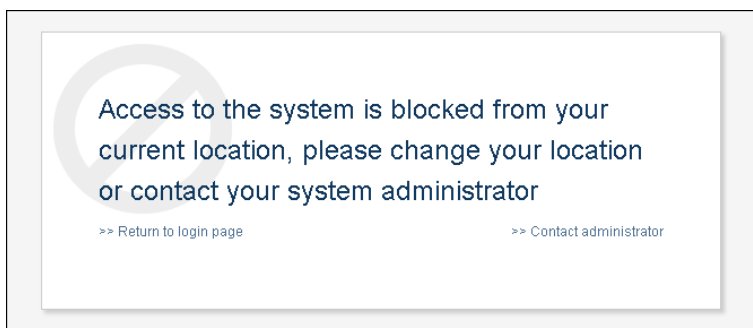 Access to the system is blocked from your
current location, please change your location
or contact your system administrator
>> Return to login page
>> Contact administrator